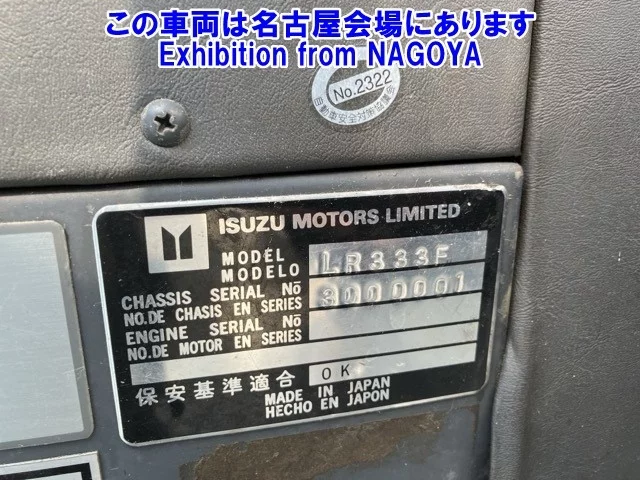 この車両は名古屋会場にあります
Exhibition from NAGOYA
No.2322
自動車安全対策協議会
ISUZU MOTORS LIMITED
MODEL
MODELO
LR333F
CHASSIS SERIAL No
NO.DE CHASIS EN SERIES
3000001
ENGINE SERIAL No
NO.DE MOTOR EN SERIES
保安基準適合 OK
MADE IN JAPAN
HECHO EN JAPON